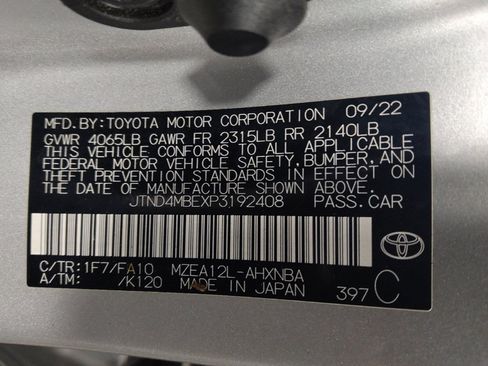 MFD.BY:TOYOTA MOTOR CORPORATION 09/22
GVWR 4065LB GAWR FR 2315LB RR 2140LB
THIS VEHICLE CONFORMS TO ALL APPLICABLE
FEDERAL MOTOR VEHICLE SAFETY,BUMPER,AND
THEFT PREVENTION STANDARDS IN EFFECT ON
THE DATE OF MANUFACTURE SHOWN ABOVE.
JTND4MBEXP3192408 PASS.CAR
C/TR:1F7/FA10 MZEA12L-AHXNBA
A/TM: /K120 MADE IN JAPAN 397 C
TOYOTA